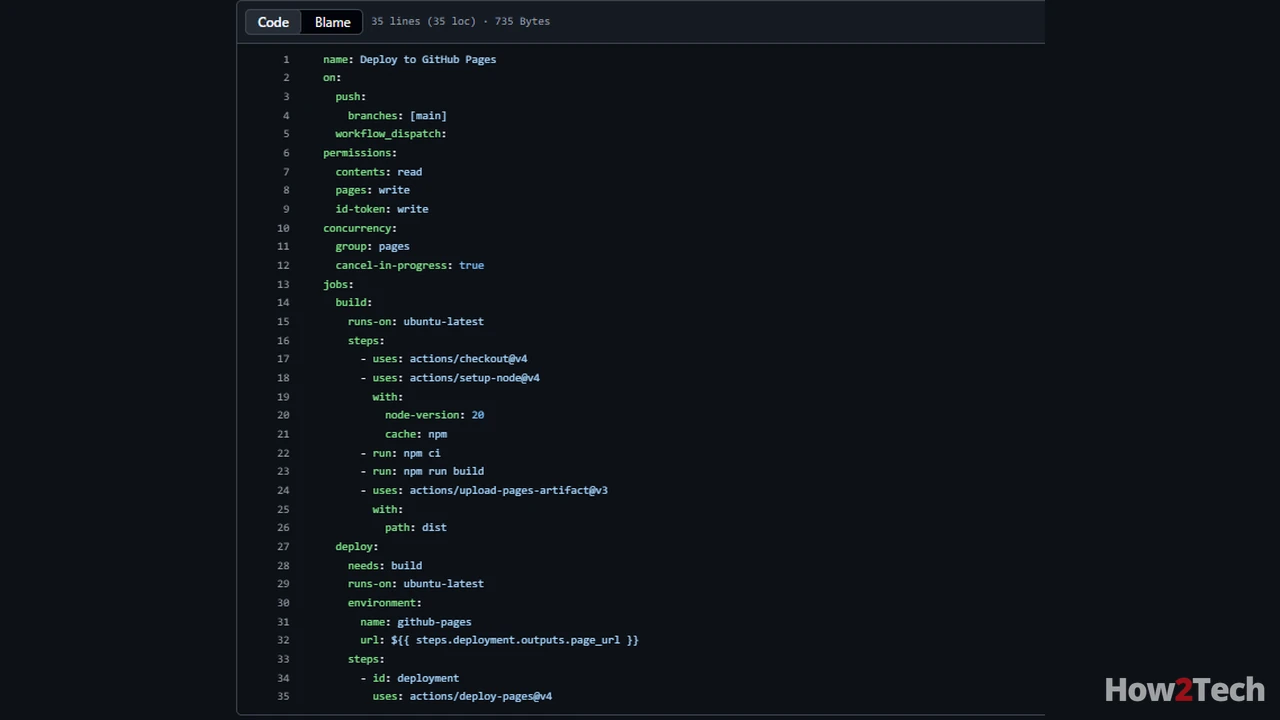 Code Blame 35 lines (35 loc) · 735 Bytes
1 name: Deploy to GitHub Pages
2 on:
3   push:
4     branches: [main]
5   workflow_dispatch:
6 permissions:
7   contents: read
8   pages: write
9   id-token: write
10 concurrency:
11   group: pages
12   cancel-in-progress: true
13 jobs:
14   build:
15     runs-on: ubuntu-latest
16     steps:
17       - uses: actions/checkout@v4
18       - uses: actions/setup-node@v4
19         with:
20           node-version: 20
21           cache: npm
22       - run: npm ci
23       - run: npm run build
24       - uses: actions/upload-pages-artifact@v3
25         with:
26           path: dist
27   deploy:
28     needs: build
29     runs-on: ubuntu-latest
30     environment:
31       name: github-pages
32       url: ${{ steps.deployment.outputs.page_url }}
33     steps:
34       - id: deployment
35         uses: actions/deploy-pages@v4
How2Tech